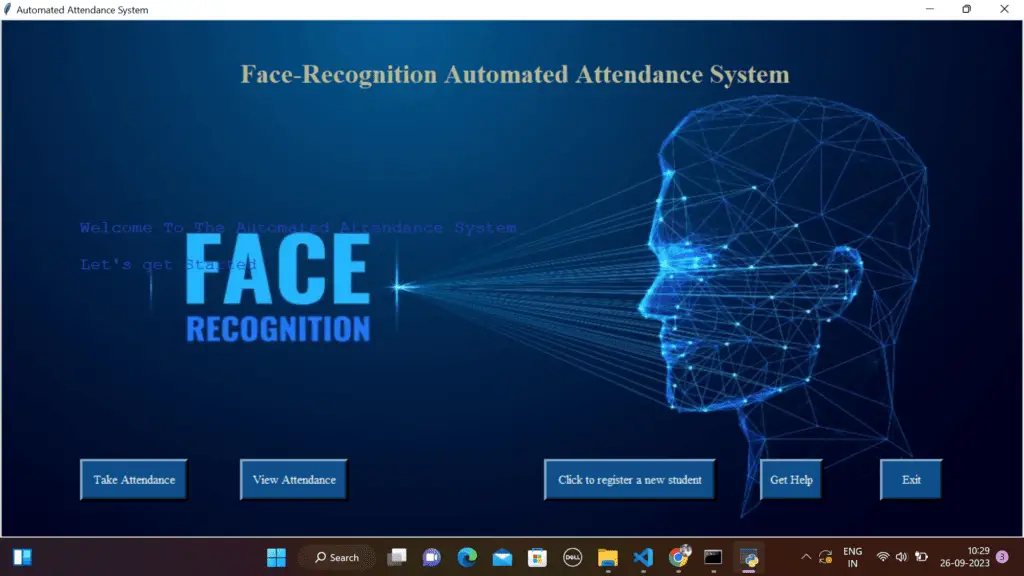 Automated Attendance System
Face-Recognition Automated Attendance System
Welcome To The Automated Attendance System
Let's get Started
FACE
RECOGNITION
Take Attendance
View Attendance
Click to register a new student
Get Help
Exit
Search
DELL
ENG
IN
10:29
26-09-2023
3